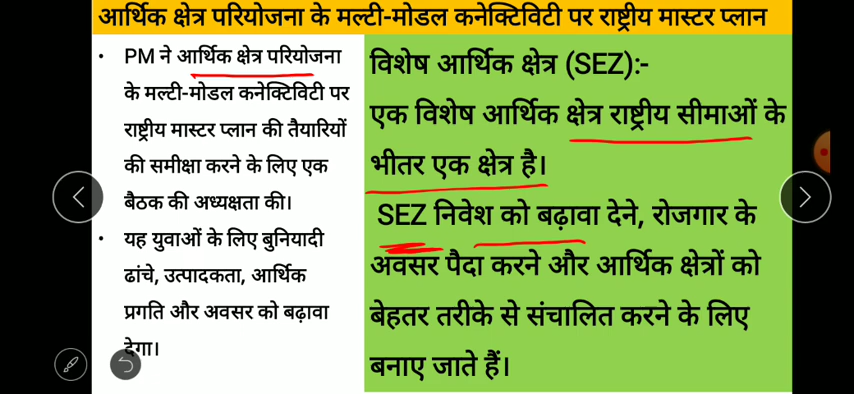 आर्थिक क्षेत्र परियोजना के मल्टी-मोडल कनेक्टिविटी पर राष्ट्रीय मास्टर प्लान
• PM ने आर्थिक क्षेत्र परियोजना
के मल्टी-मोडल कनेक्टिविटी पर
राष्ट्रीय मास्टर प्लान की तैयारियों
की समीक्षा करने के लिए एक
बैठक की अध्यक्षता की।
• यह युवाओं के लिए बुनियादी
ढांचे, उत्पादकता, आर्थिक
प्रगति और अवसर को बढ़ावा
देगा।
विशेष आर्थिक क्षेत्र (SEZ):-
एक विशेष आर्थिक क्षेत्र राष्ट्रीय सीमाओं के
भीतर एक क्षेत्र है।
SEZ निवेश को बढ़ावा देने, रोजगार के
अवसर पैदा करने और आर्थिक क्षेत्रों को
बेहतर तरीके से संचालित करने के लिए
बनाए जाते हैं।